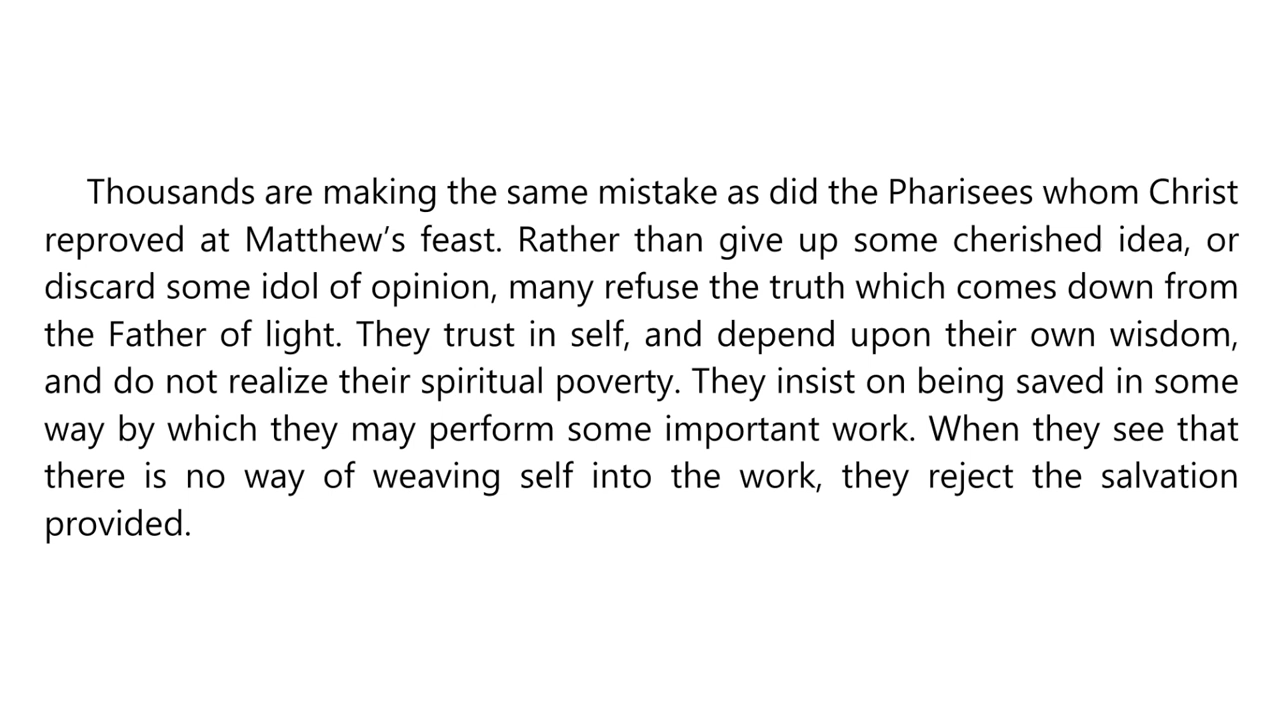 Thousands are making the same mistake as did the Pharisees whom Christ
reproved at Matthew’s feast. Rather than give up some cherished idea, or
discard some idol of opinion, many refuse the truth which comes down from
the Father of light. They trust in self, and depend upon their own wisdom,
and do not realize their spiritual poverty. They insist on being saved in some
way by which they may perform some important work. When they see that
there is no way of weaving self into the work, they reject the salvation
provided.